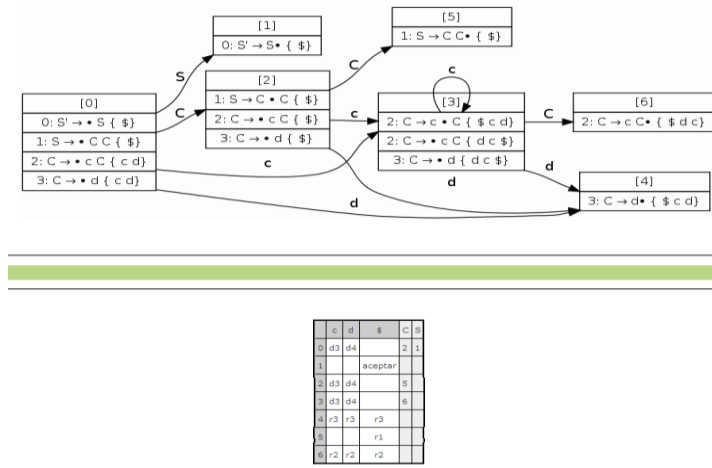 [0]
0: S' → • S { $}
1: S → • C C { $}
2: C → • c C { c d}
3: C → • d { c d}
[1]
0: S' → S• { $}
[2]
1: S → C • C { $}
2: C → • c C { $}
3: C → • d { $}
[5]
1: S → C C• { $}
[3]
2: C → c • C { $ c d}
2: C → • c C { d c $}
3: C → • d { d c $}
[6]
2: C → c C• { $ d c}
[4]
3: C → d• { $ c d}
S
C
c
d
C
c
d
c
C
d
c d $ C S
0 d3 d4 2 1
1 aceptar
2 d3 d4 5
3 d3 d4 6
4 r3 r3 r3
5 r1
6 r2 r2 r2